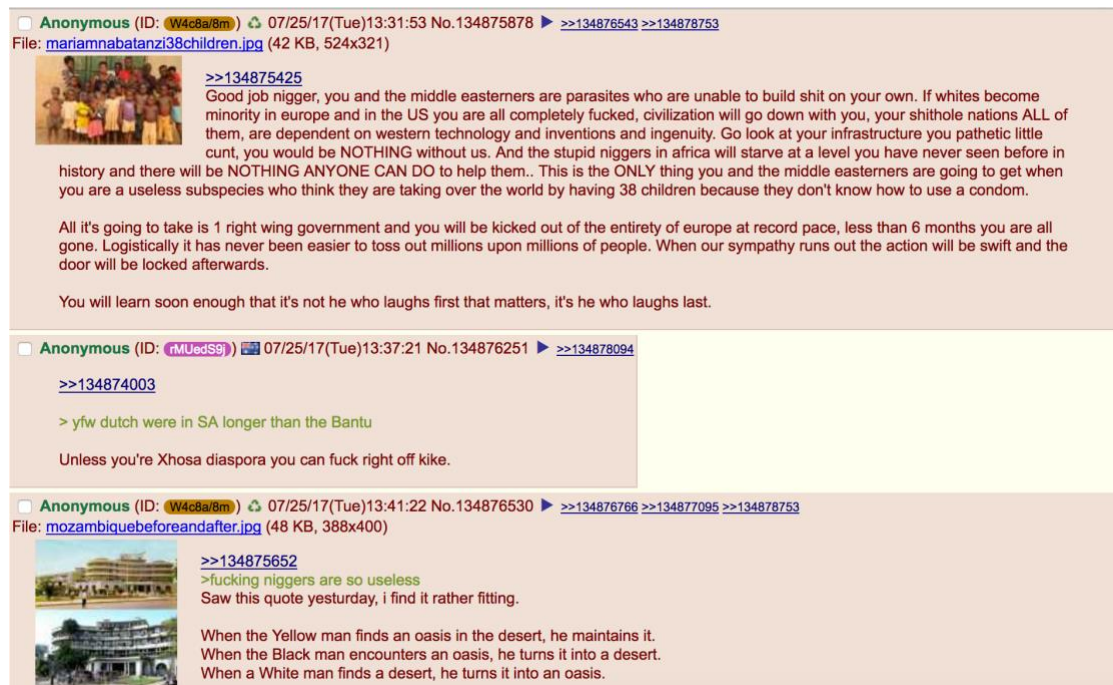 Anonymous (ID: W4c8a/8m) 07/25/17(Tue)13:31:53 No.134875878 ▶ >>134876543 >>134878753
File: mariamnabatanzi38children.jpg (42 KB, 524x321)
>>134875425
Good job nigger, you and the middle easterners are parasites who are unable to build shit on your own. If whites become
minority in europe and in the US you are all completely fucked, civilization will go down with you, your shithole nations ALL of
them, are dependent on western technology and inventions and ingenuity. Go look at your infrastructure you pathetic little
cunt, you would be NOTHING without us. And the stupid niggers in africa will starve at a level you have never seen before in
history and there will be NOTHING ANYONE CAN DO to help them.. This is the ONLY thing you and the middle easterners are going to get when
you are a useless subspecies who think they are taking over the world by having 38 children because they don't know how to use a condom.
All it's going to take is 1 right wing government and you will be kicked out of the entirety of europe at record pace, less than 6 months you are all
gone. Logistically it has never been easier to toss out millions upon millions of people. When our sympathy runs out the action will be swift and the
door will be locked afterwards.
You will learn soon enough that it's not he who laughs first that matters, it's he who laughs last.
Anonymous (ID: rMUedS9j) 07/25/17(Tue)13:37:21 No.134876251 ▶ >>134878094
>>134874003
> yfw dutch were in SA longer than the Bantu
Unless you're Xhosa diaspora you can fuck right off kike.
Anonymous (ID: W4c8a/8m) 07/25/17(Tue)13:41:22 No.134876530 ▶ >>134876766 >>134877095 >>134878753
File: mozambiquebeforeandafter.jpg (48 KB, 388x400)
>>134875652
>fucking niggers are so useless
Saw this quote yesturday, i find it rather fitting.
When the Yellow man finds an oasis in the desert, he maintains it.
When the Black man encounters an oasis, he turns it into a desert.
When a White man finds a desert, he turns it into an oasis.